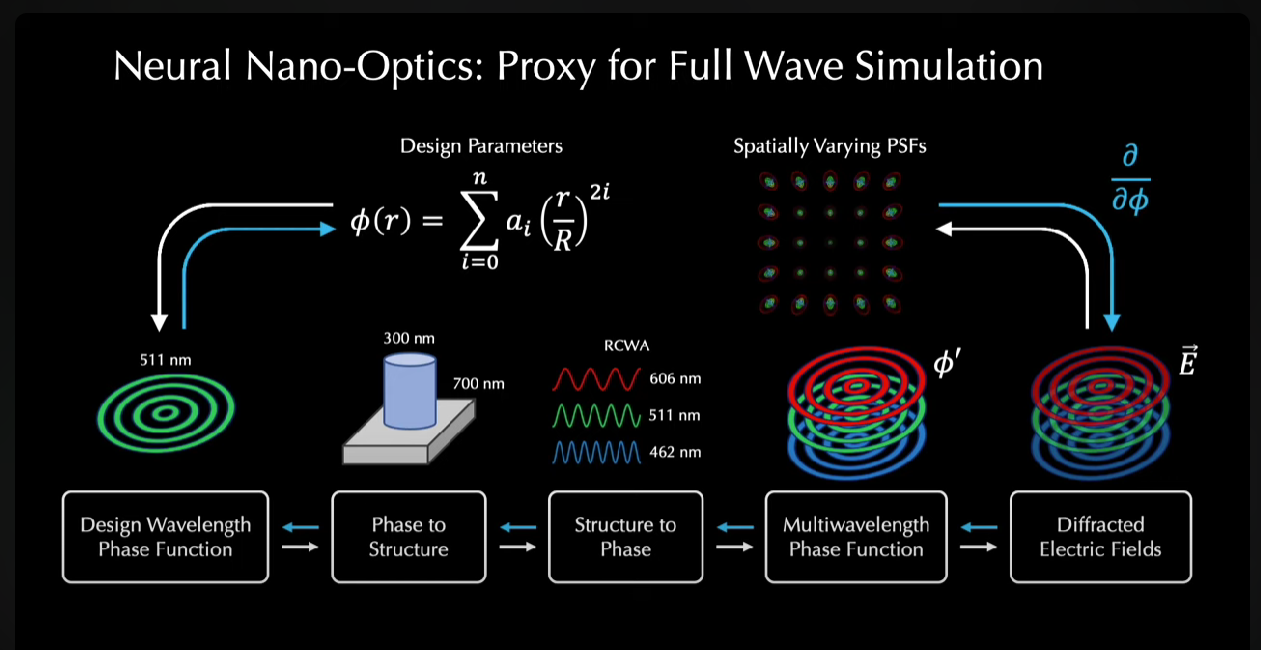 Neural Nano-Optics: Proxy for Full Wave Simulation
Design Parameters
ϕ(r) = ∑_{i=0}^{n} a_i (r/R)^{2i}
Spatially Varying PSFs
∂/∂ϕ
511 nm
300 nm
700 nm
RCWA
606 nm
511 nm
462 nm
ϕ′
E⃗
Design Wavelength
Phase Function
Phase to
Structure
Structure to
Phase
Multiwavelength
Phase Function
Diffracted
Electric Fields